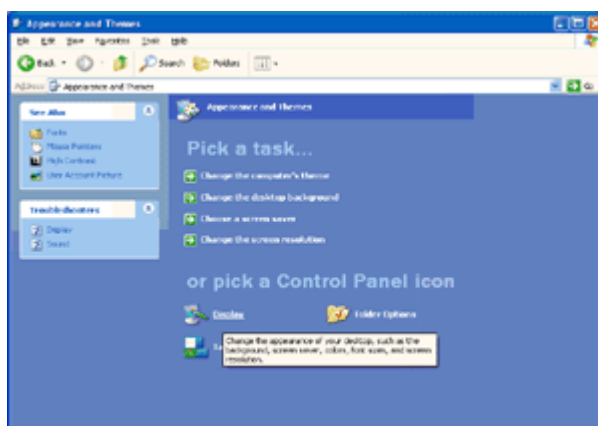 Appearance and Themes
File Edit View Favorites Tools Help
Back Search Folders
Address Appearance and Themes Go
See Also
Fonts
Mouse Pointers
High Contrast
User Account Picture
Troubleshooters
Display
Sound
Appearance and Themes
Pick a task...
Change the computer's theme
Change the desktop background
Choose a screen saver
Change the screen resolution
or pick a Control Panel icon
Display Folder Options
Change the appearance of your desktop, such as the
background, screen saver, colors, font sizes, and screen
resolution.